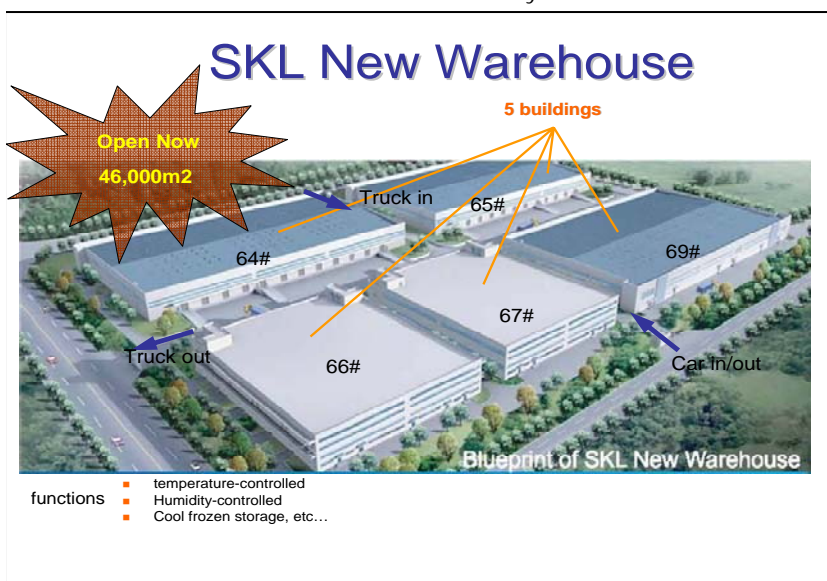 SKL New Warehouse
5 buildings
Open Now
46,000m2
Truck in
65#
64#
69#
67#
Truck out
66#
Car in/out
Blueprint of SKL New Warehouse
functions
temperature-controlled
Humidity-controlled
Cool frozen storage, etc…